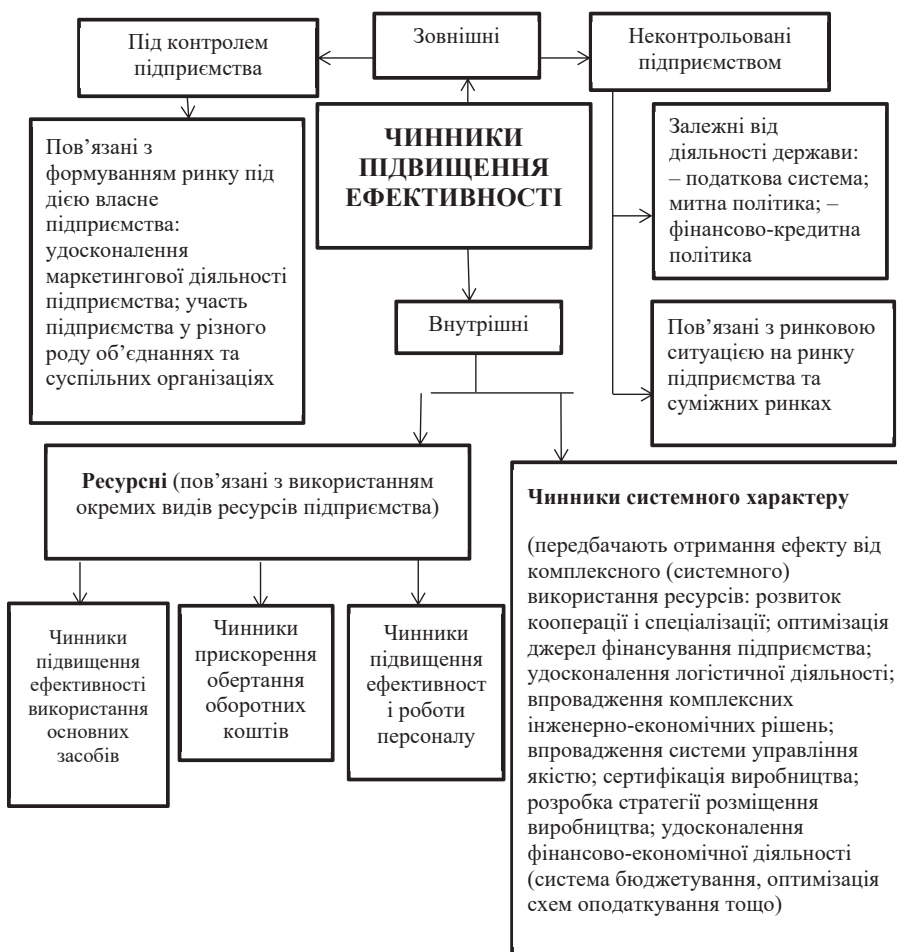 Під контролем
підприємства
Зовнішні
Неконтрольовані
підприємством
ЧИННИКИ
ПІДВИЩЕННЯ
ЕФЕКТИВНОСТІ
Пов’язані з
формуванням ринку під
дією власне
підприємства:
удосконалення
маркетингової діяльності
підприємства; участь
підприємства у різного
роду об’єднаннях та
суспільних організаціях
Залежні від
діяльності держави:
– податкова система;
митна політика; –
фінансово-кредитна
політика
Внутрішні
Пов’язані з ринковою
ситуацією на ринку
підприємства та
суміжних ринках
Ресурсні (пов’язані з використанням
окремих видів ресурсів підприємства)
Чинники
підвищення
ефективності
використання
основних
засобів
Чинники
прискорення
обертання
оборотних
коштів
Чинники
підвищення
ефективност
і роботи
персоналу
Чинники системного характеру
(передбачають отримання ефекту від
комплексного (системного)
використання ресурсів: розвиток
кооперації і спеціалізації; оптимізація
джерел фінансування підприємства;
удосконалення логістичної діяльності;
впровадження комплексних
інженерно-економічних рішень;
впровадження системи управління
якістю; сертифікація виробництва;
розробка стратегії розміщення
виробництва; удосконалення
фінансово-економічної діяльності
(система бюджетування, оптимізація
схем оподаткування тощо)